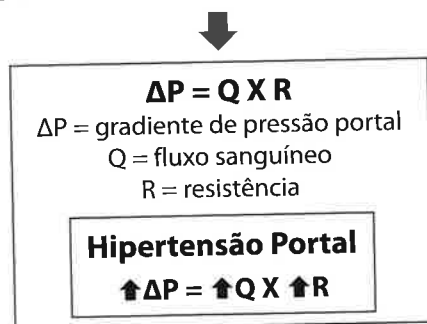 ΔP = Q X R
ΔP = gradiente de pressão portal
Q = fluxo sanguíneo
R = resistência
Hipertensão Portal
⬆ΔP = ⬆Q X ⬆R